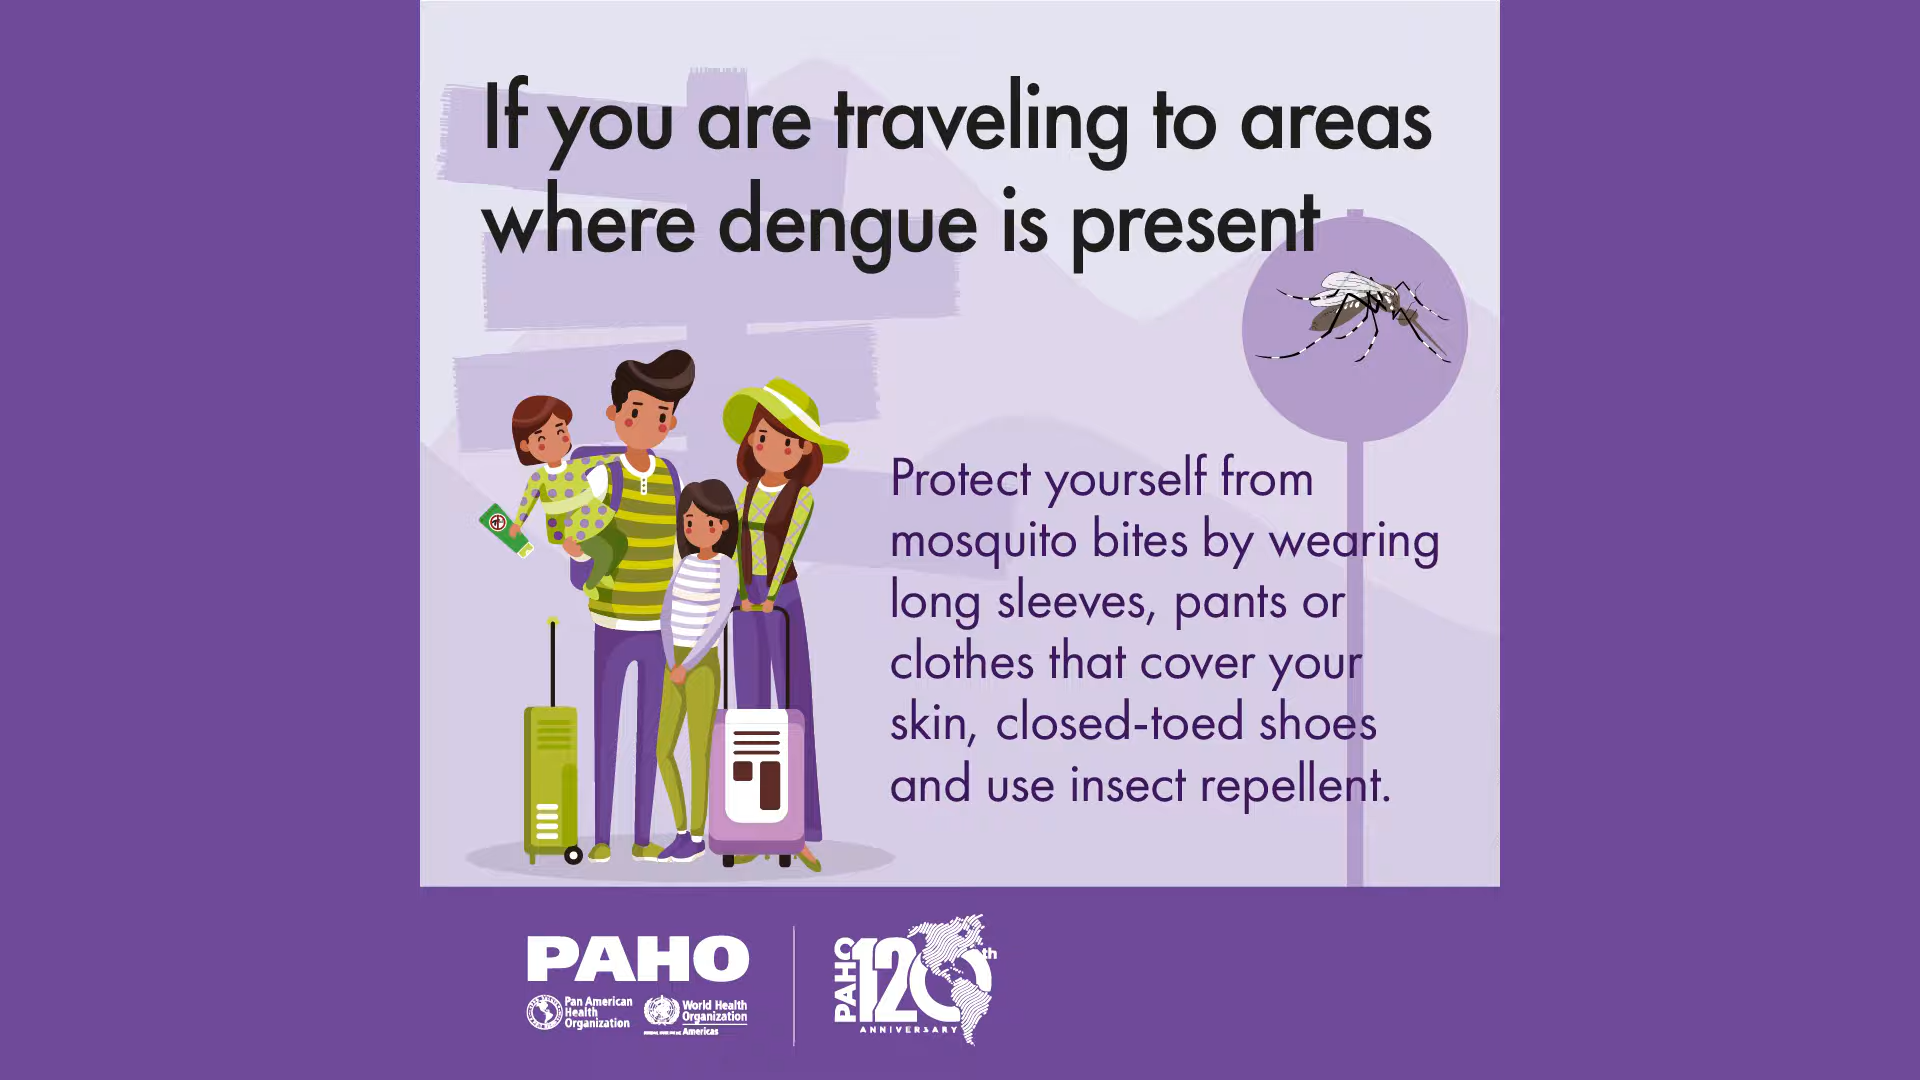 If you are traveling to areas
where dengue is present
Protect yourself from
mosquito bites by wearing
long sleeves, pants or
clothes that cover your
skin, closed-toed shoes
and use insect repellent.
PAHO
Pan American
Health
Organization
World Health
Organization
Americas
PAHO
120th
ANNIVERSARY